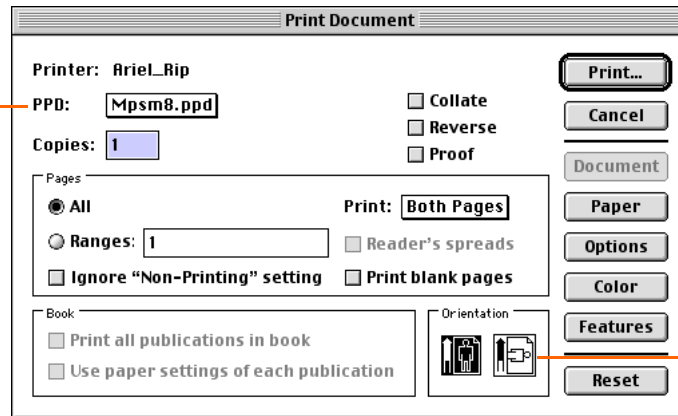 Print Document
Printer: Ariel_Rip
PPD: Mpsm8.ppd
Copies: 1
Collate
Reverse
Proof
Pages
All
Print: Both Pages
Ranges: 1
Reader's spreads
Ignore “Non-Printing” setting
Print blank pages
Book
Print all publications in book
Use paper settings of each publication
Orientation
Print...
Cancel
Document
Paper
Options
Color
Features
Reset